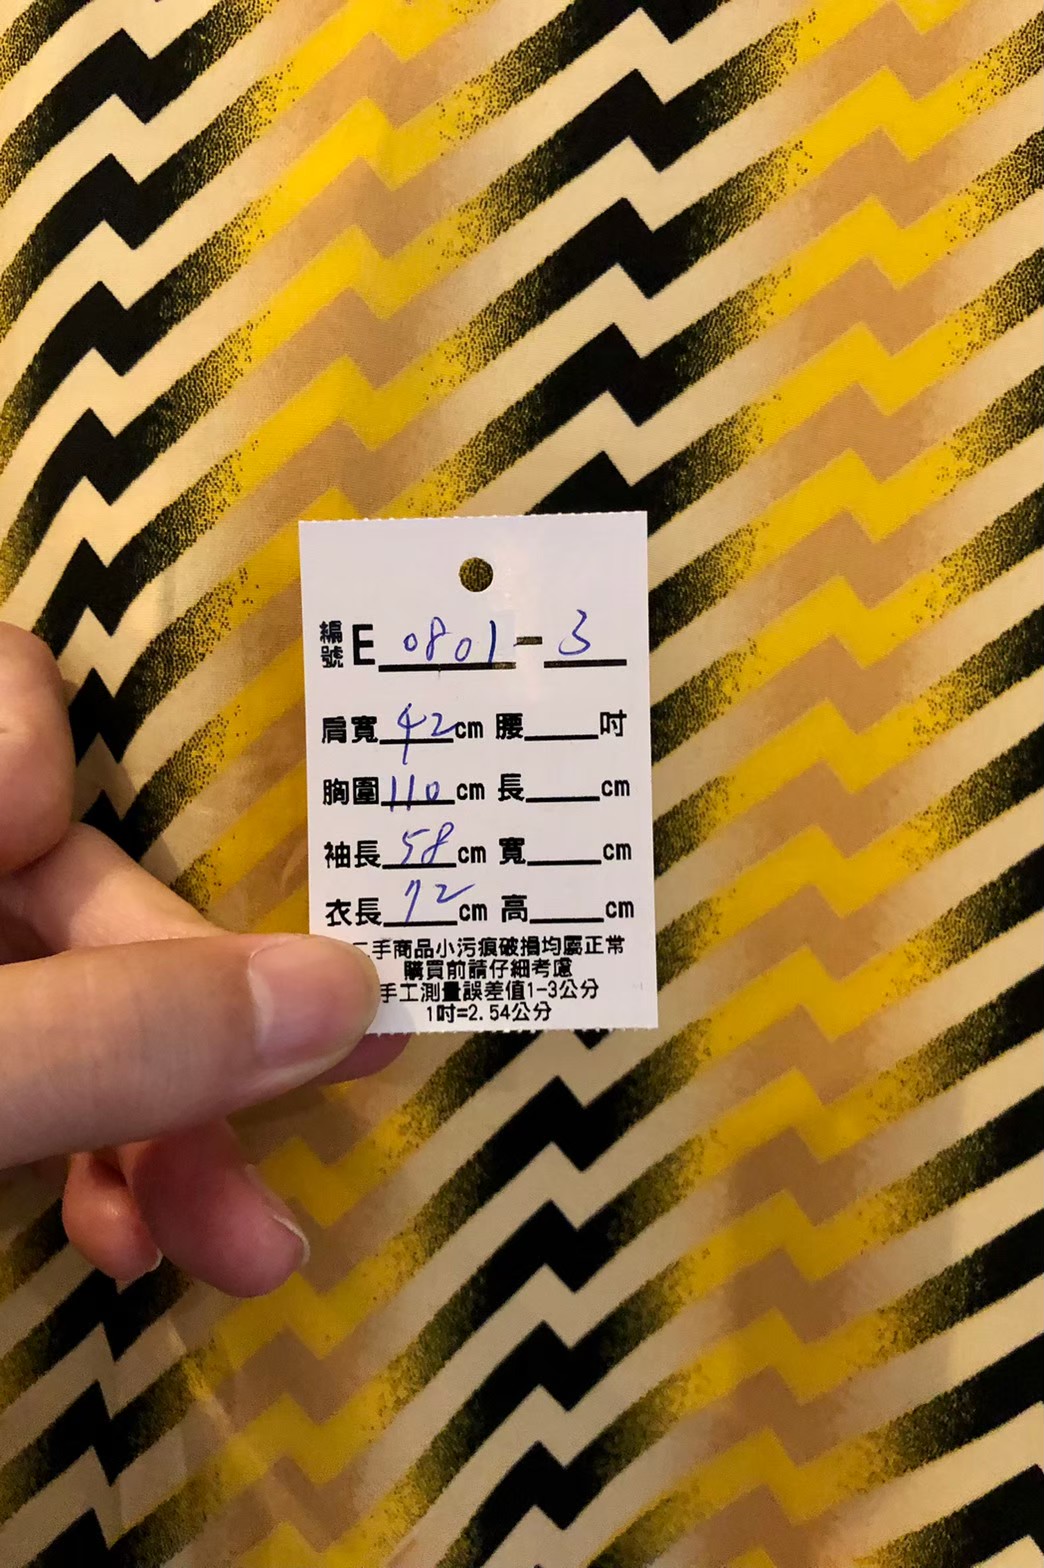 編號E 0801-3
肩寬 42 cm 腰 吋
胸圍 110 cm 長 cm
袖長 58 cm 寬 cm
衣長 72 cm 高 cm
二手商品小污痕破損均屬正常
購買前請仔細考慮
手工測量誤差值1-3公分
1吋=2.54公分